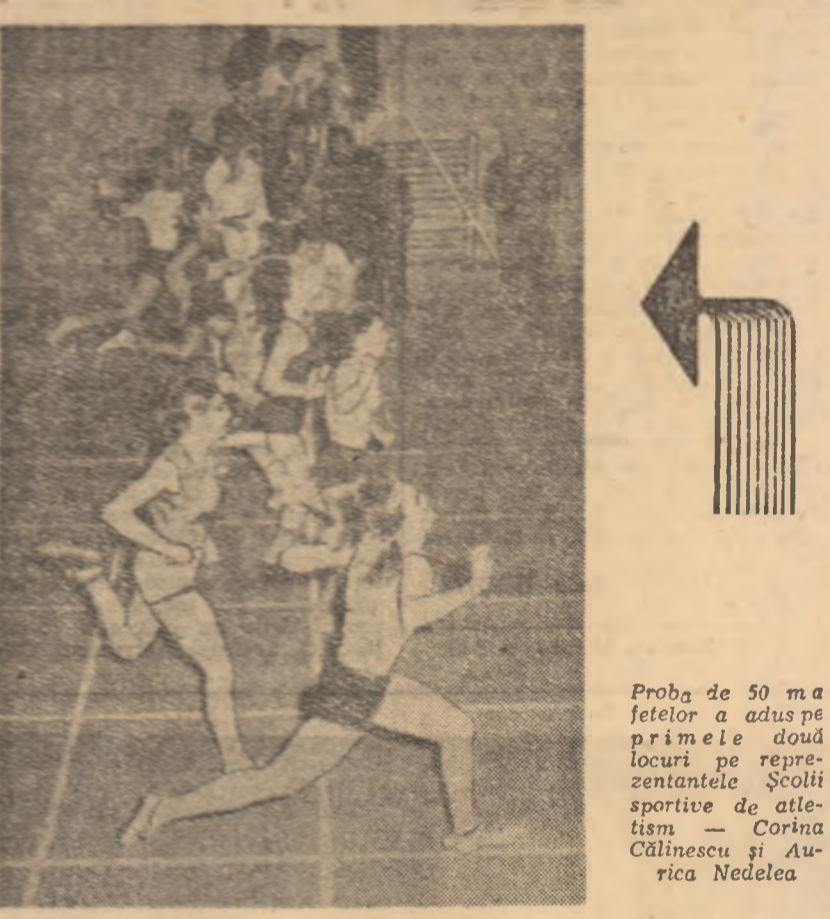 Proba de 50 m a
fetelor a adus pe
primele două
locuri pe repre-
zentantele Școlii
sportive de atle-
tism — Corina
Călinescu și Au-
rica Nedelea